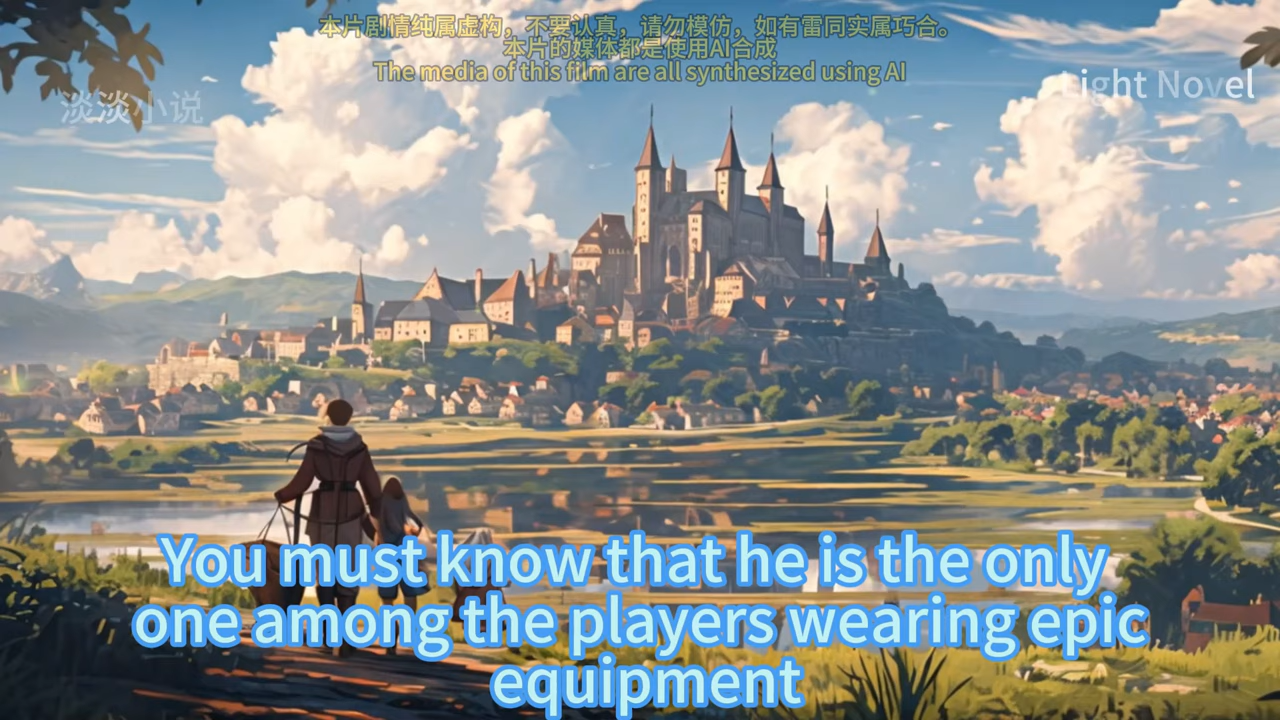 本片剧情纯属虚构，不要认真，请勿模仿，如有雷同实属巧合。
本片的媒体都是使用AI合成
The media of this film are all synthesized using AI
淡淡小说
Light Novel
You must know that he is the only
one among the players wearing epic
equipment